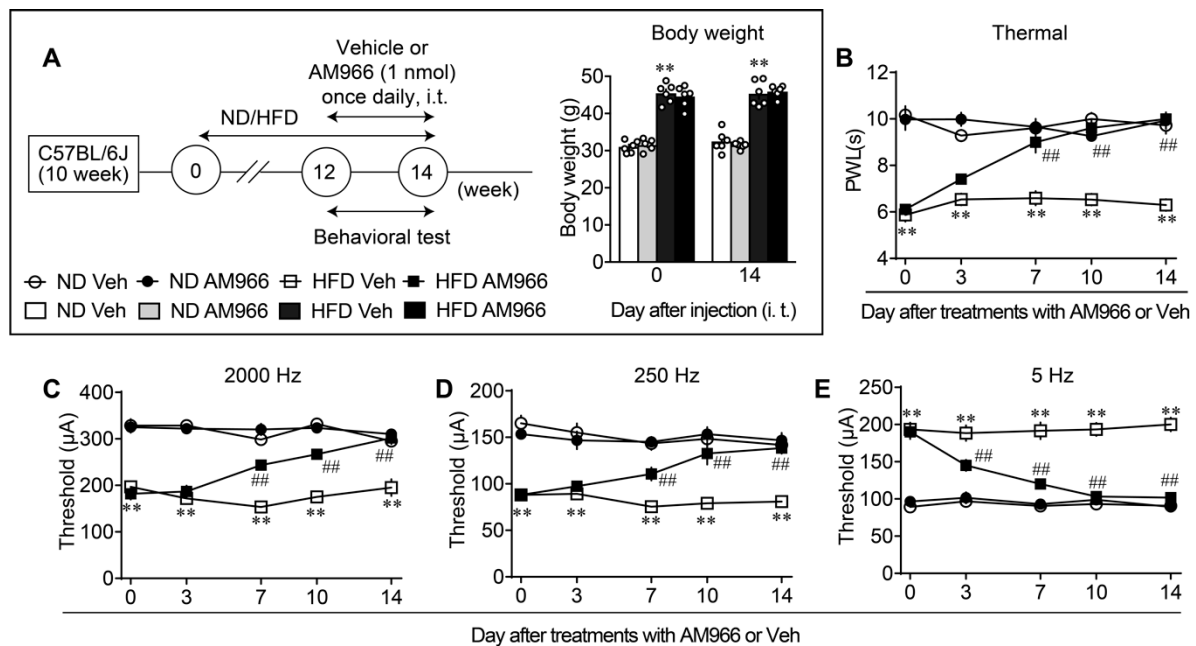 A
Vehicle or
AM966 (1 nmol)
once daily, i.t.
ND/HFD
C57BL/6J
(10 week)
0
12
14
(week)
Behavioral test
ND Veh
ND AM966
HFD Veh
HFD AM966
ND Veh
ND AM966
HFD Veh
HFD AM966
Body weight
Body weight (g)
60
50
40
30
20
10
0
**
**
0
14
Day after injection (i. t.)
B
Thermal
PWL(s)
12
10
8
6
4
##
##
##
**
**
**
**
**
0 3 7 10 14
Day after treatments with AM966 or Veh
C
2000 Hz
Threshold (μA)
400
300
200
100
0
##
##
##
**
**
**
**
**
0 3 7 10 14
D
250 Hz
Threshold (μA)
200
150
100
50
0
##
##
##
**
**
**
**
**
0 3 7 10 14
E
5 Hz
Threshold (μA)
250
200
150
100
50
0
**
**
**
**
**
##
##
##
##
0 3 7 10 14
Day after treatments with AM966 or Veh